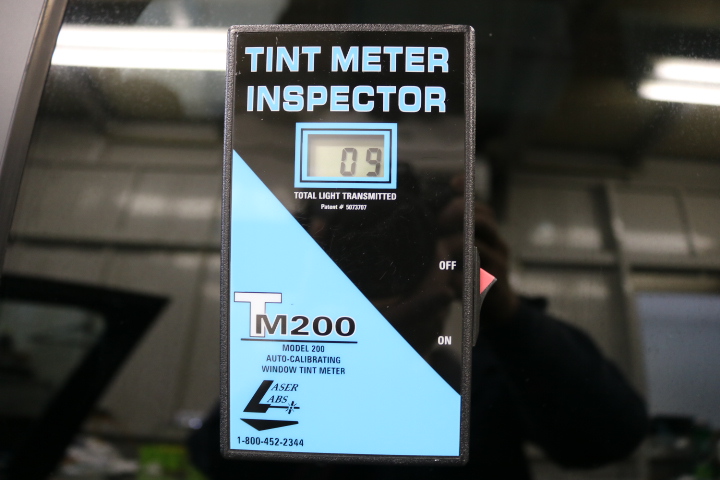 TINT METER
INSPECTOR
09
TOTAL LIGHT TRANSMITTED
Patent # 5073707
OFF
ON
TM200
MODEL 200
AUTO-CALIBRATING
WINDOW TINT METER
LASER
LABS
1-800-452-2344